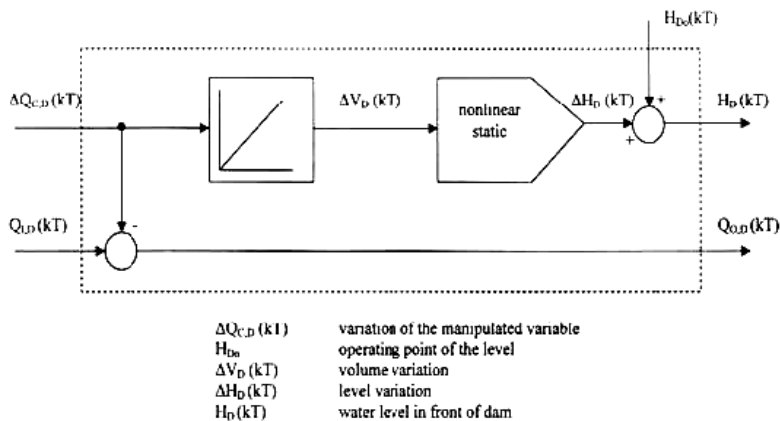 H_Do(kT)
ΔQ_C,D(kT)
ΔV_D (kT)
nonlinear
static
ΔH_D (kT)
+
H_D(kT)
+
Q_I,D(kT)
-
Q_O,D(kT)
ΔQ_C,D (kT) variation of the manipulated variable
H_Do operating point of the level
ΔV_D (kT) volume variation
ΔH_D (kT) level variation
H_D(kT) water level in front of dam